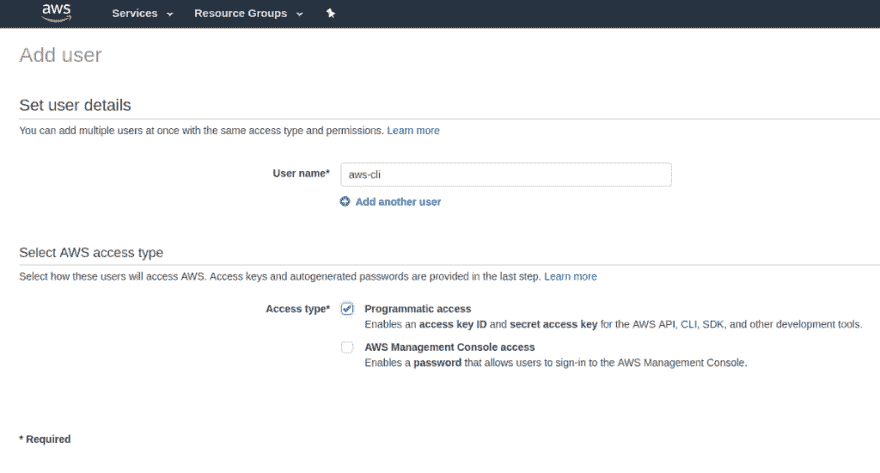 aws Services Resource Groups
Add user
Set user details
You can add multiple users at once with the same access type and permissions. Learn more
User name* aws-cli
Add another user
Select AWS access type
Select how these users will access AWS. Access keys and autogenerated passwords are provided in the last step. Learn more
Access type* Programmatic access
Enables an access key ID and secret access key for the AWS API, CLI, SDK, and other development tools.
AWS Management Console access
Enables a password that allows users to sign-in to the AWS Management Console.
* Required